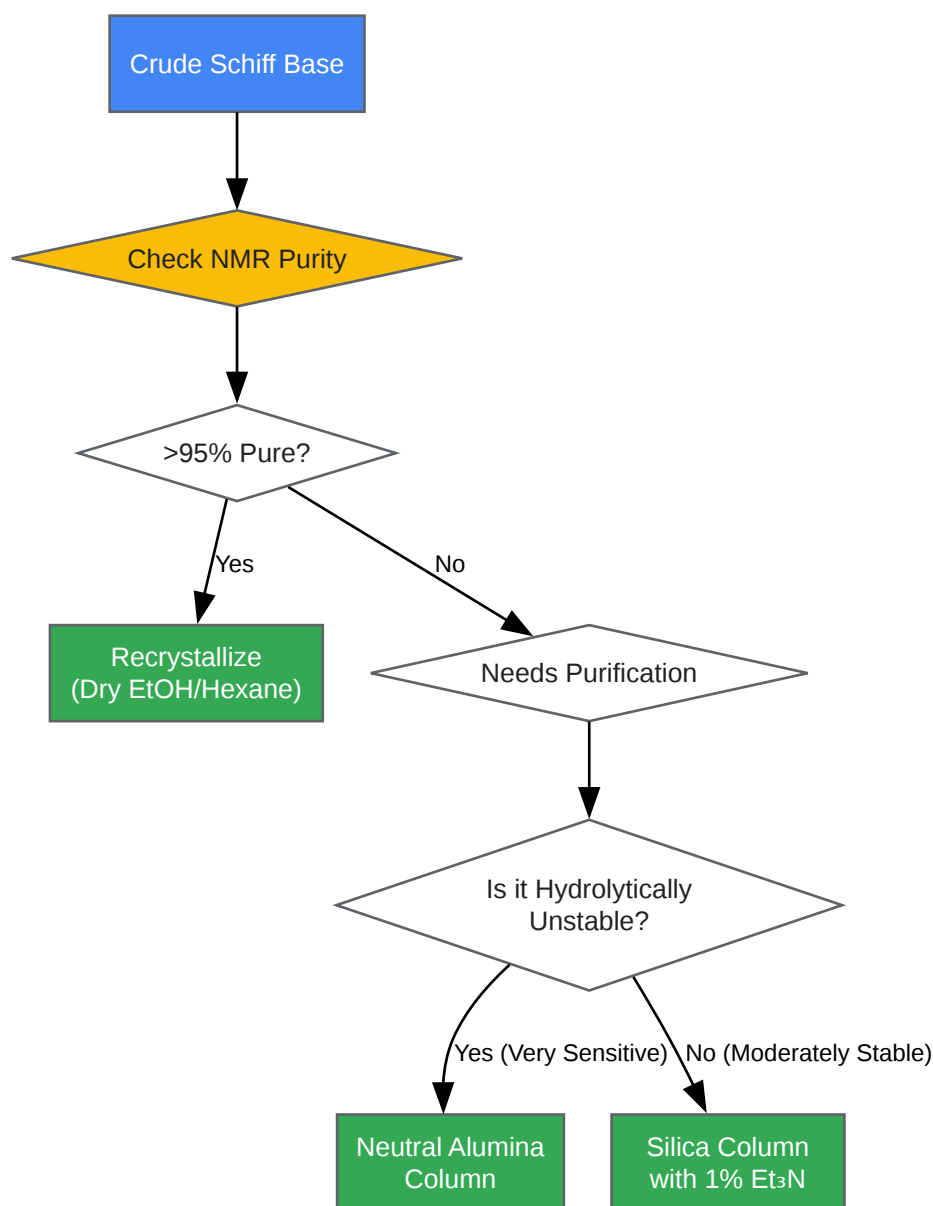 Crude Schiff Base
Check NMR Purity
>95% Pure?
Yes
No
Recrystallize
(Dry EtOH/Hexane)
Needs Purification
Is it Hydrolytically
Unstable?
Yes (Very Sensitive)
No (Moderately Stable)
Neutral Alumina
Column
Silica Column
with 1% Et₃N